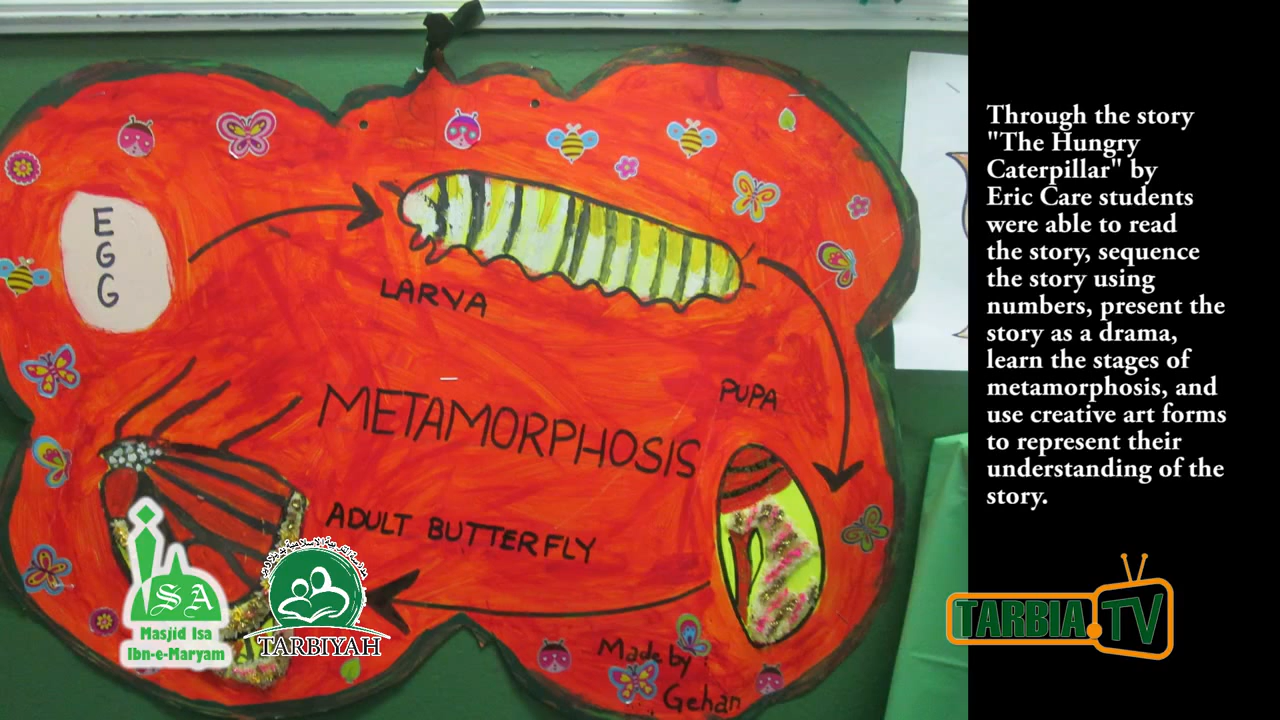 EGG
LARVA
PUPA
METAMORPHOSIS
ADULT BUTTERFLY
Made by:
Gehan
Through the story
"The Hungry
Caterpillar" by
Eric Care students
were able to read
the story, sequence
the story using
numbers, present the
story as a drama,
learn the stages of
metamorphosis, and
use creative art forms
to represent their
understanding of the
story.
ISA
Masjid Isa
Ibn-e-Maryam
TARBIYAH
TARBIA.TV